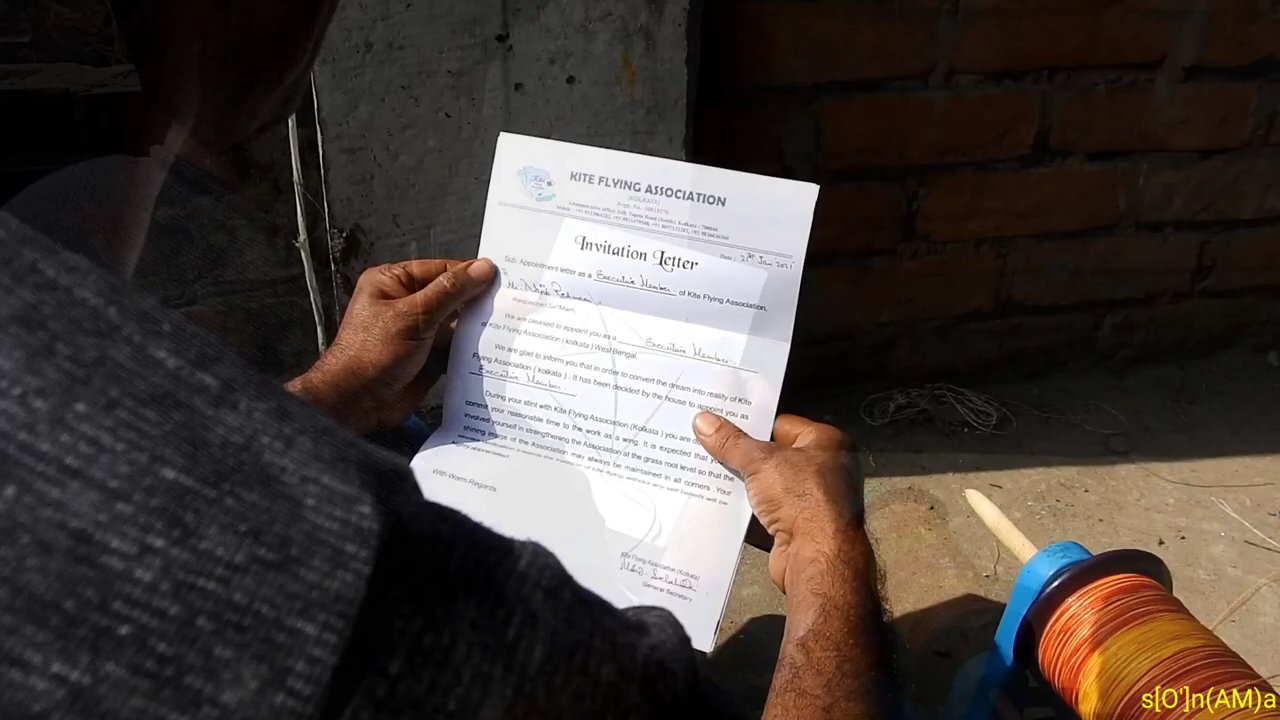 KITE FLYING ASSOCIATION
(KOLKATA)
Invitation Letter
Date : 21st Jan 2021
Sub. Appointment letter as a Executive Member. of Kite Flying Association.
Respected Sir/Mam,
We are pleased to appoint you as a Executive Member
of Kite Flying Association ( kolkata ) West Bengal.
We are glad to inform you that in order to convert the dream into reality of Kite
Flying Association ( kolkata ). It has been decided by the house to appoint you as
Executive Member.
During your stint with Kite Flying Association (Kolkata ) you are
commit your reasonable time to the work as a wing. It is expected that
involved yourself in strengthening the Association at the grass root level so that the
shining image of the Association may always be maintained in all corners. Your
With Worm Regards.
Kite Flying Association (Kolkata)
General Secretary
s[O']n(AM)a